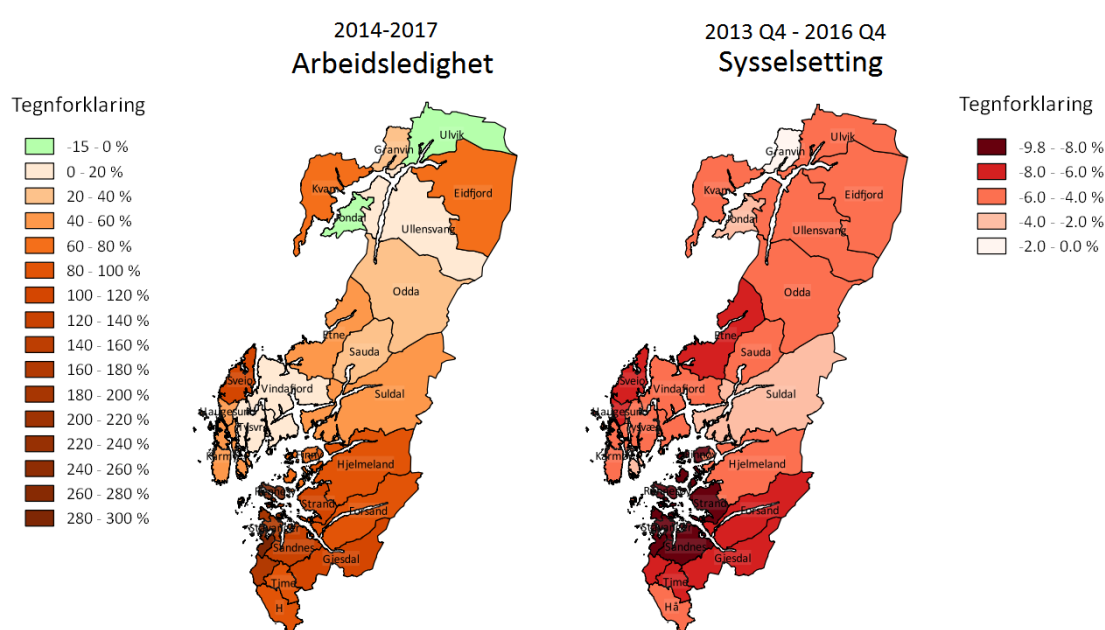 2014-2017
Arbeidsledighet
Tegnforklaring
-15 - 0 %
0 - 20 %
20 - 40 %
40 - 60 %
60 - 80 %
80 - 100 %
100 - 120 %
120 - 140 %
140 - 160 %
160 - 180 %
180 - 200 %
200 - 220 %
220 - 240 %
240 - 260 %
260 - 280 %
280 - 300 %
Ulvik
Granvin
Kvam
Eidfjord
Jondal
Ullensvang
Odda
Etne
Sauda
Sveio
Vindafjord
Suldal
Haugesund
Tysvr
Karm
Hjelmeland
Strand
Forsand
Sandnes
Gjesdal
Time
H
2013 Q4 - 2016 Q4
Sysselsetting
Tegnforklaring
-9.8 - -8.0 %
-8.0 - -6.0 %
-6.0 - -4.0 %
-4.0 - -2.0 %
-2.0 - 0.0 %
Ulvik
Granvin
Kvam
Eidfjord
Jondal
Ullensvang
Odda
Etne
Sauda
Sveio
Vindafjord
Suldal
Haugesund
Tysvær
Karm
Hjelmeland
Strand
Forsand
Sandnes
Gjesdal
Time
Hå